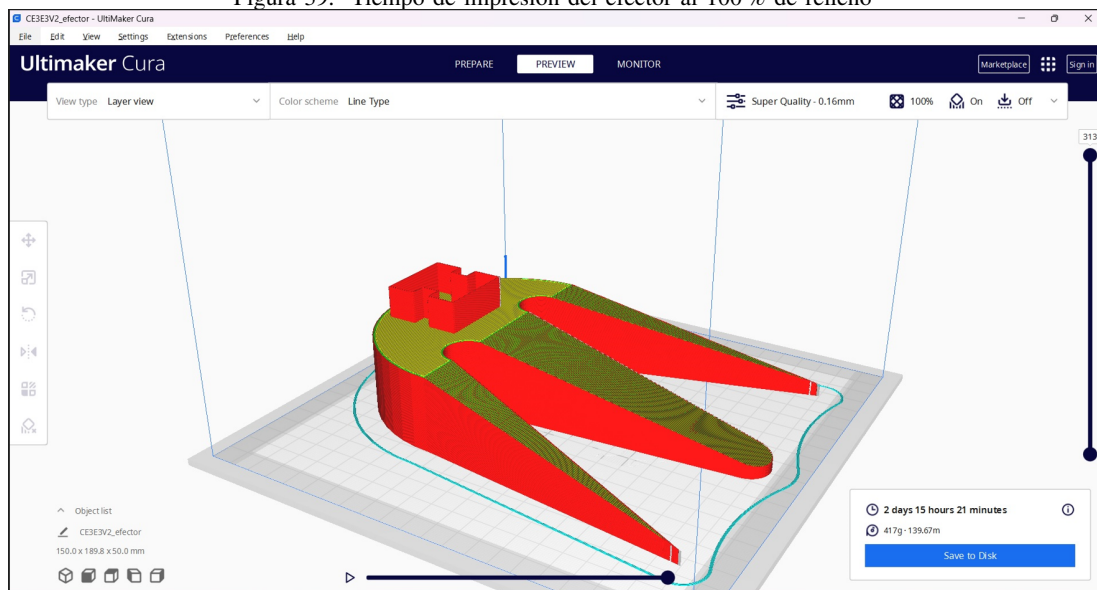 Figura 39. Tiempo de impresión del efector al 100 % de relleno
CE3E3V2_efector - UltiMaker Cura
File Edit View Settings Extensions Preferences Help
Ultimaker Cura PREPARE PREVIEW MONITOR Marketplace Sign in
View type Layer view Color scheme Line Type Super Quality - 0.16mm 100% On Off
313
Object list
CE3E3V2_efector
150.0 x 189.8 x 50.0 mm
2 days 15 hours 21 minutes
417g · 139.67m
Save to Disk